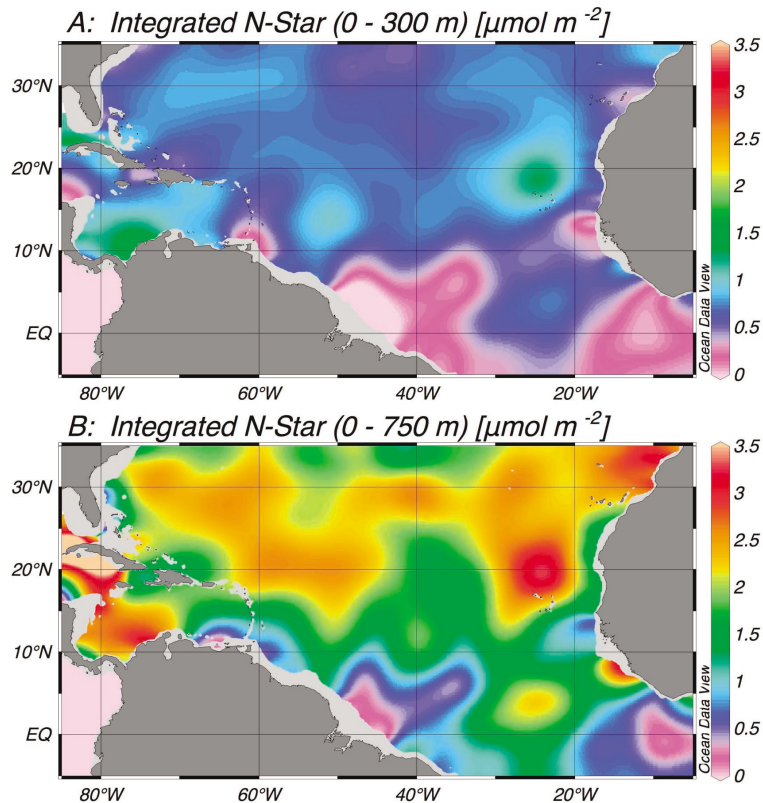 A: Integrated N-Star (0 - 300 m) [µmol m -2]
30°N
20°N
10°N
EQ
80°W
60°W
40°W
20°W
Ocean Data View
3.5
3
2.5
2
1.5
1
0.5
0
B: Integrated N-Star (0 - 750 m) [µmol m -2]
30°N
20°N
10°N
EQ
80°W
60°W
40°W
20°W
Ocean Data View
3.5
3
2.5
2
1.5
1
0.5
0